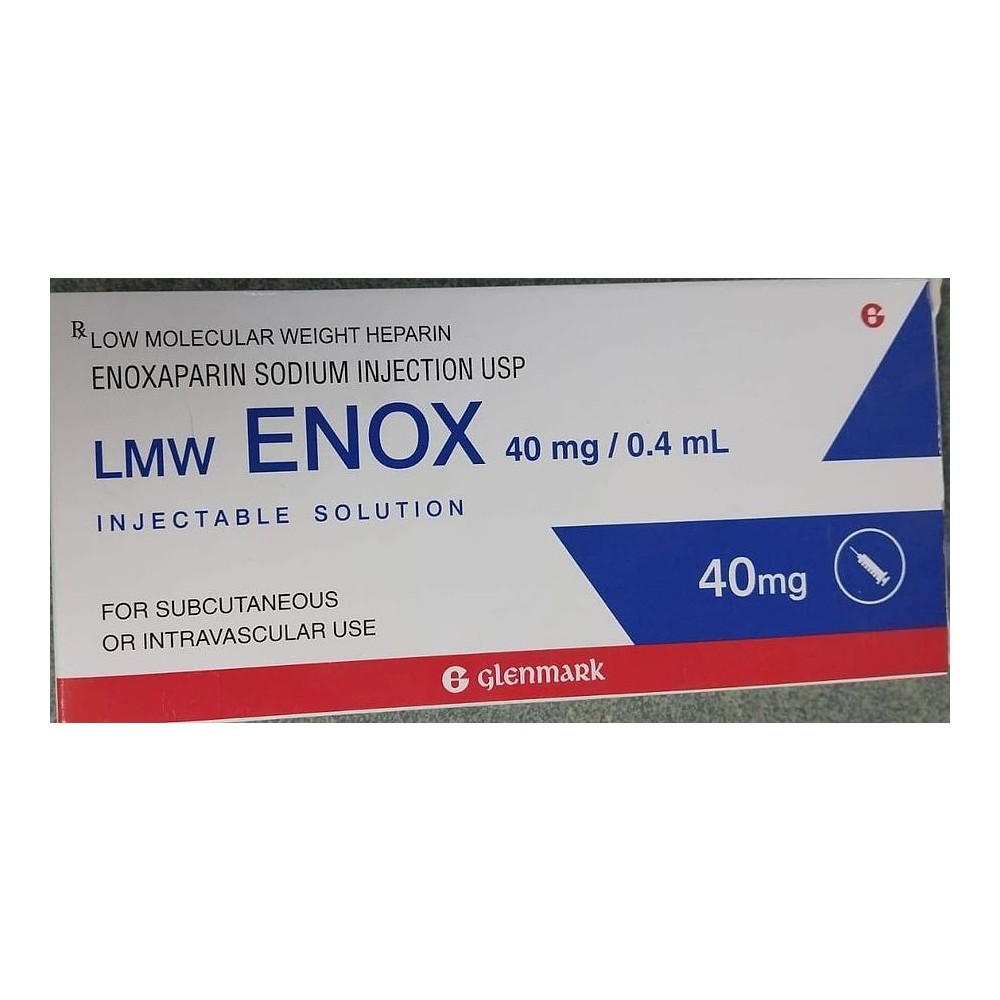 ℞ LOW MOLECULAR WEIGHT HEPARIN
ENOXAPARIN SODIUM INJECTION USP
LMW ENOX 40 mg / 0.4 mL
INJECTABLE SOLUTION
40mg
FOR SUBCUTANEOUS
OR INTRAVASCULAR USE
G glenmark